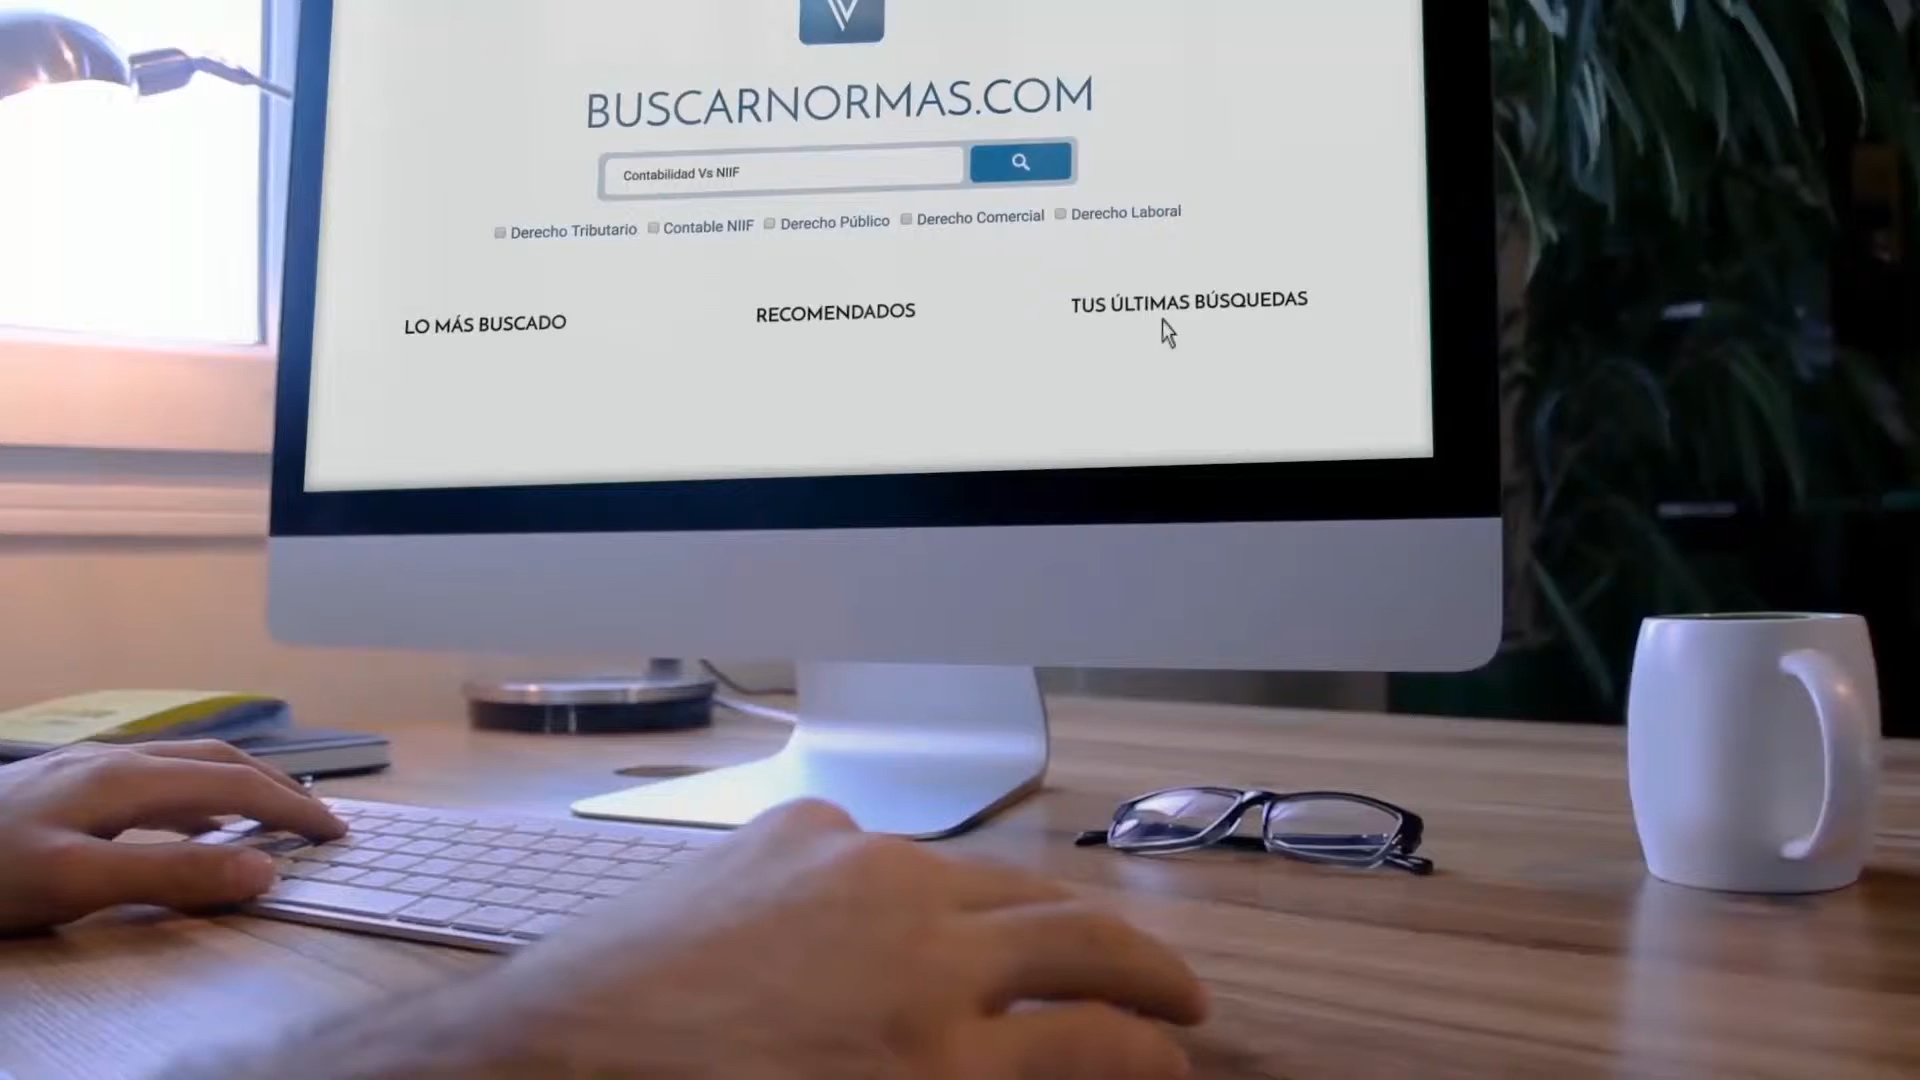 BUSCARNORMAS.COM
Contabilidad Vs NIIF
Derecho Tributario Contable NIIF Derecho Público Derecho Comercial Derecho Laboral
LO MÁS BUSCADO
RECOMENDADOS
TUS ÚLTIMAS BÚSQUEDAS